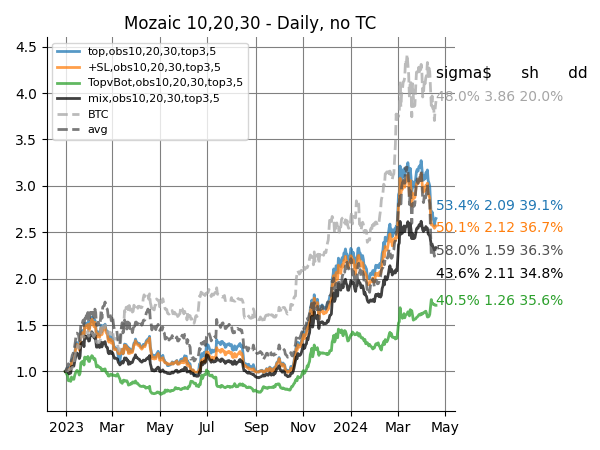 Mozaic 10,20,30 - Daily, no TC
top,obs10,20,30,top3,5
+SL,obs10,20,30,top3,5
TopvBot,obs10,20,30,top3,5
mix,obs10,20,30,top3,5
BTC
avg
sigma$ sh dd
48.0% 3.86 20.0%
53.4% 2.09 39.1%
50.1% 2.12 36.7%
58.0% 1.59 36.3%
43.6% 2.11 34.8%
40.5% 1.26 35.6%
4.5
4.0
3.5
3.0
2.5
2.0
1.5
1.0
2023 Mar May Jul Sep Nov 2024 Mar May